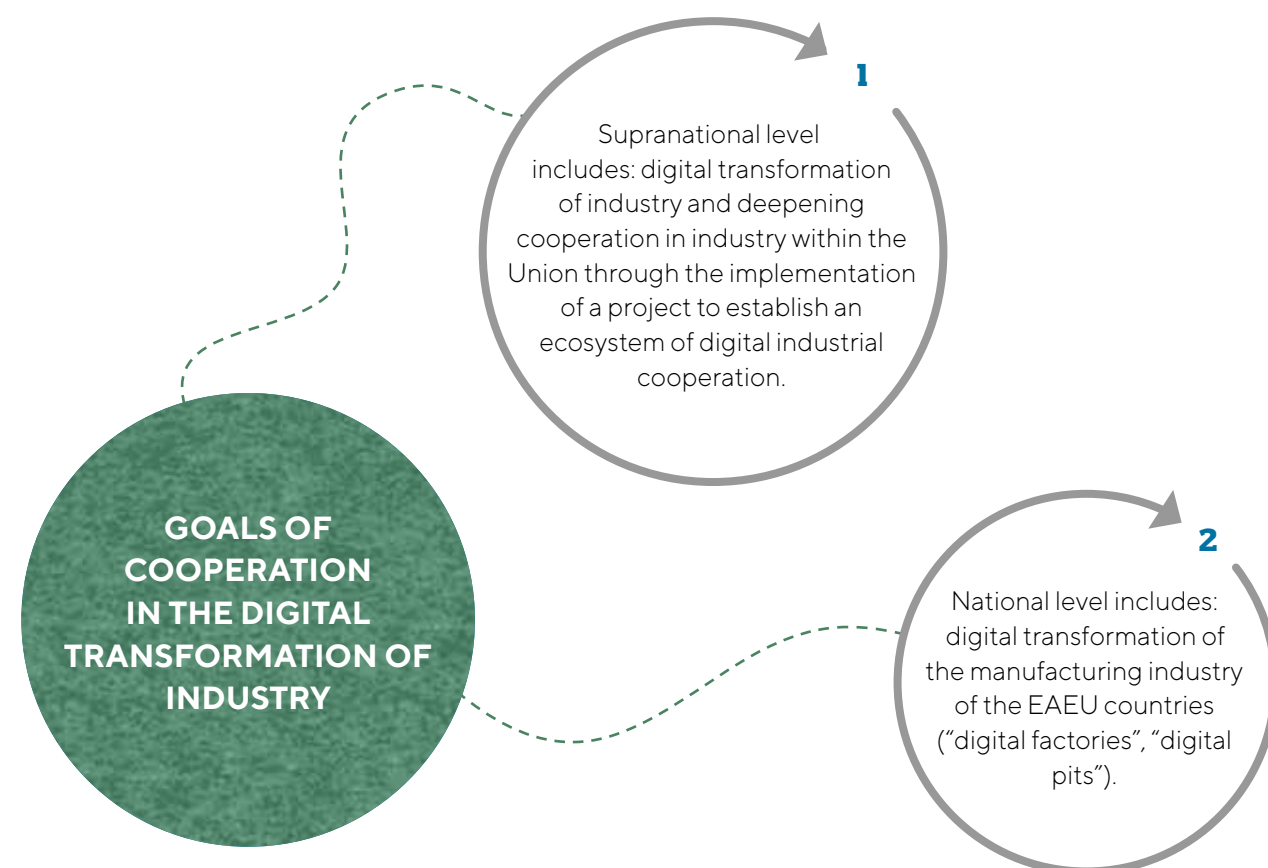 1
Supranational level
includes: digital transformation
of industry and deepening
cooperation in industry within the
Union through the implementation
of a project to establish an
ecosystem of digital industrial
cooperation.
GOALS OF
COOPERATION
IN THE DIGITAL
TRANSFORMATION OF
INDUSTRY
2
National level includes:
digital transformation of
the manufacturing industry
of the EAEU countries
(“digital factories”, “digital
pits”).